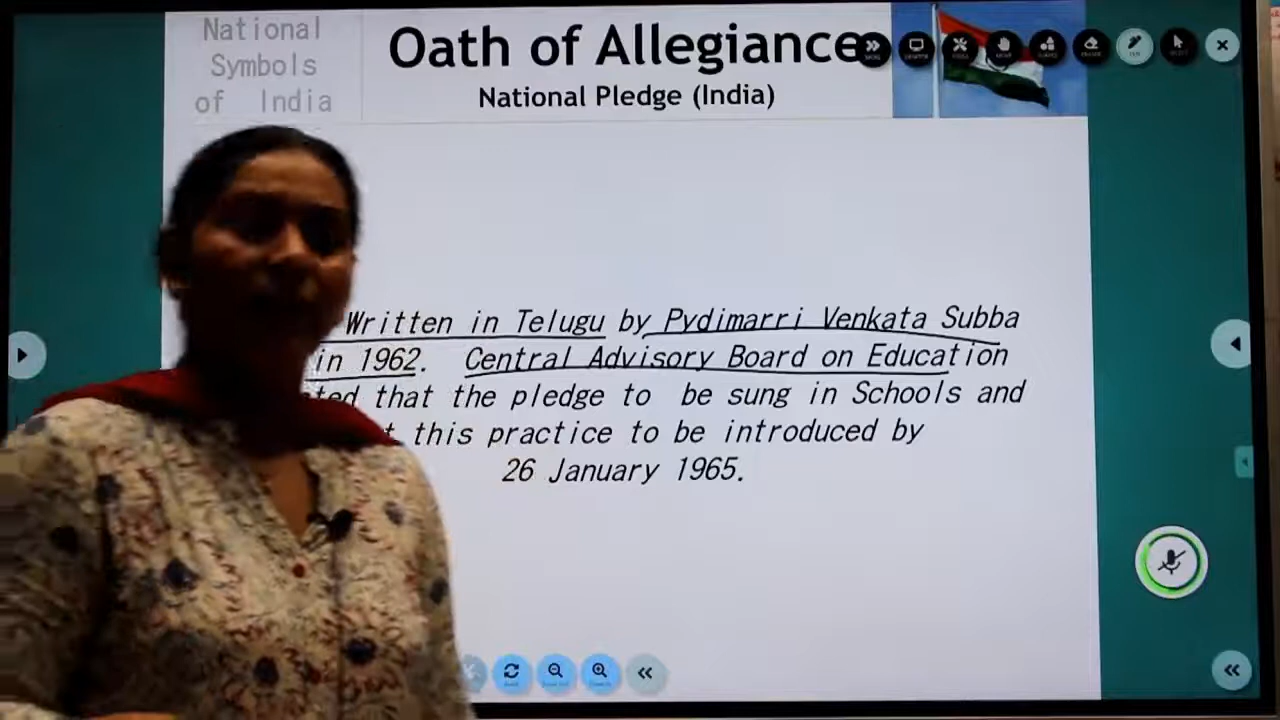 National
Symbols
of India
Oath of Allegiance
National Pledge (India)
Written in Telugu by Pydimarri Venkata Subba
in 1962. Central Advisory Board on Education
that the pledge to be sung in Schools and
this practice to be introduced by
26 January 1965.